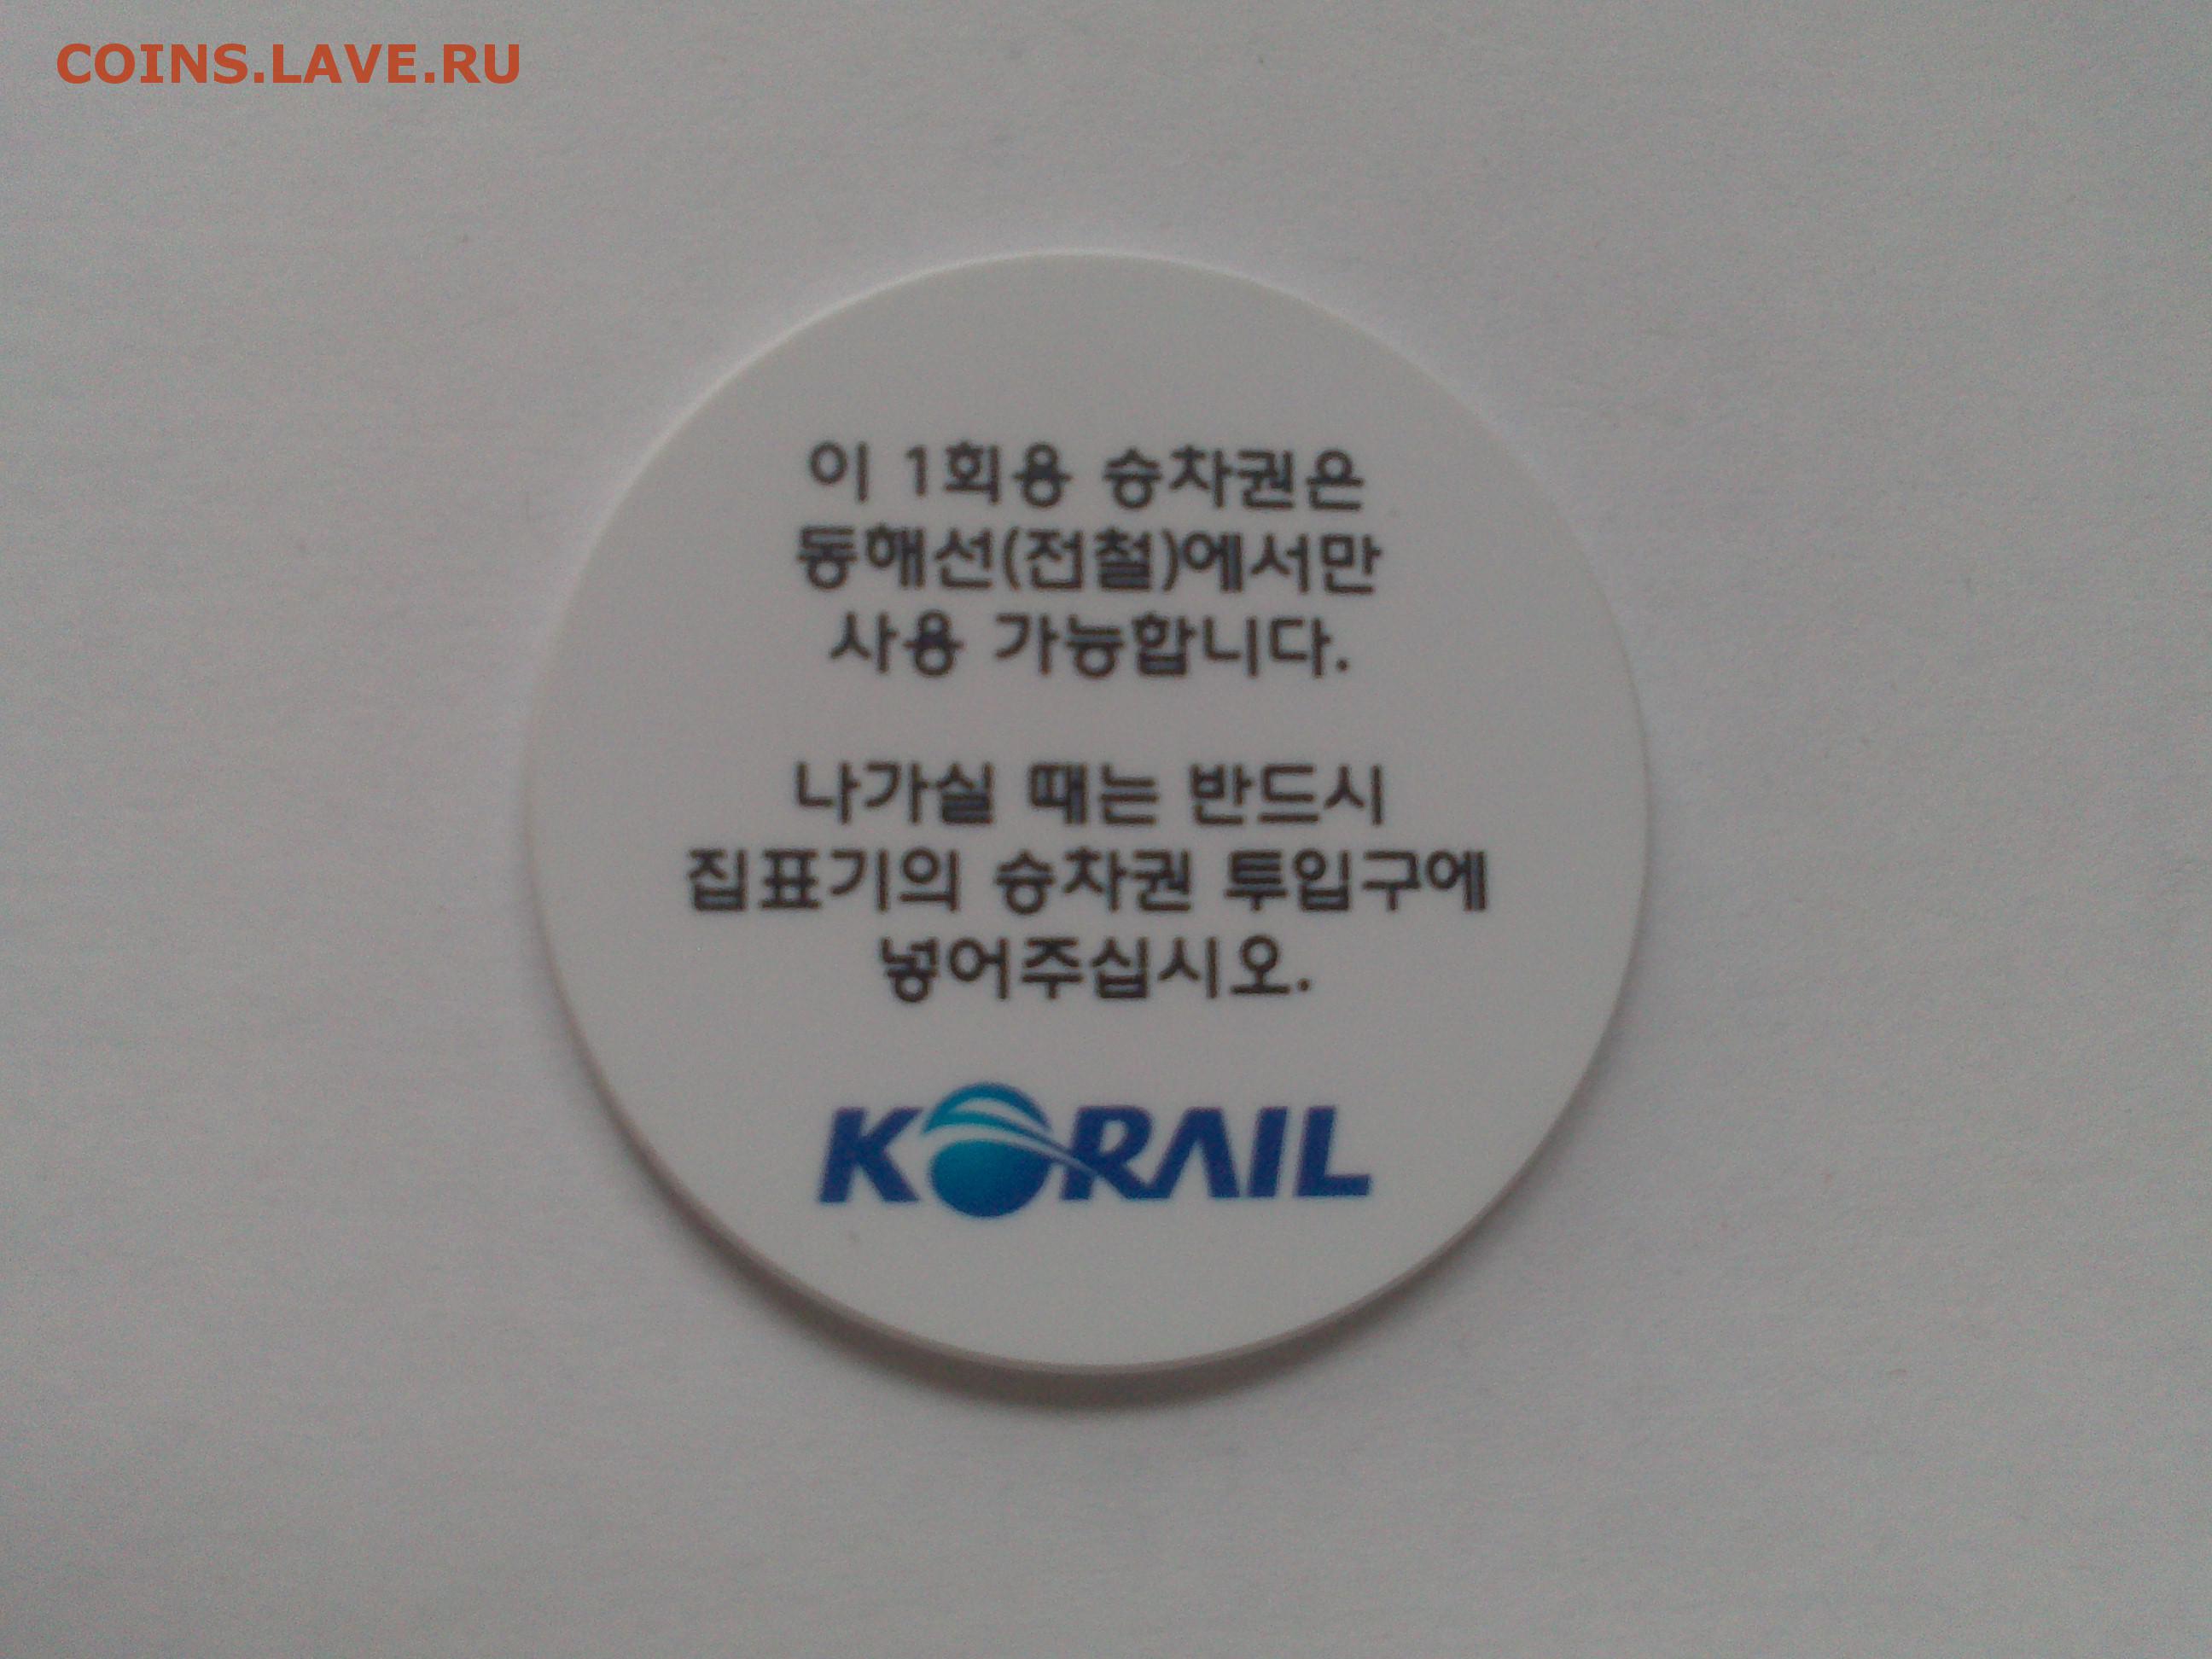 COINS.LAVE.RU
이 1회용 승차권은
동해선(전철)에서만
사용 가능합니다.
나가실 때는 반드시
집표기의 승차권 투입구에
넣어주십시오.
KORAIL